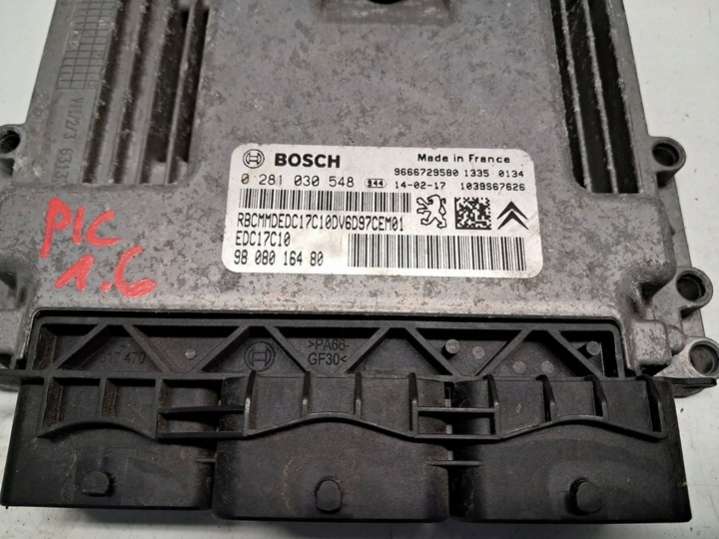 BOSCH
Made in France
9666729580 1335 0134
0 281 030 548
14-02-17 1039S67626
RBCMMDEDC17C10DV6D97CEM01
EDC17C10
98 080 164 80
PIC
1.6
>PA66-
GF30<